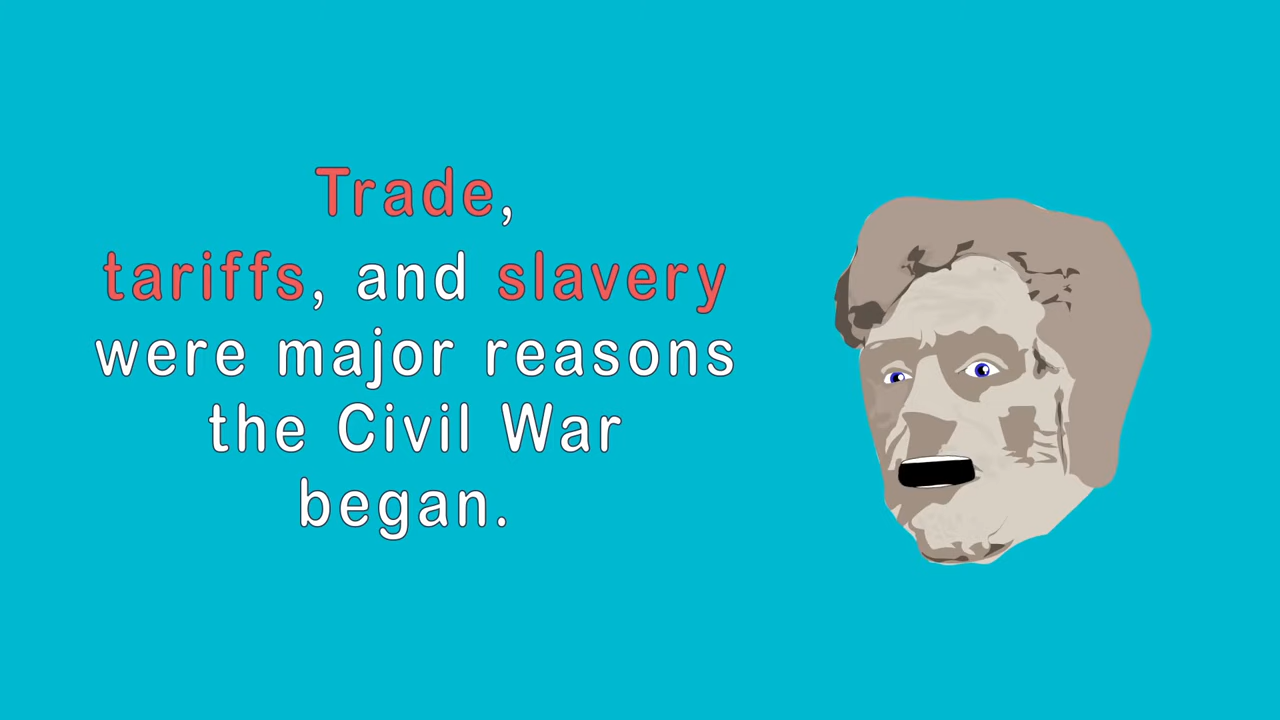 Trade,
tariffs, and slavery
were major reasons
the Civil War
began.